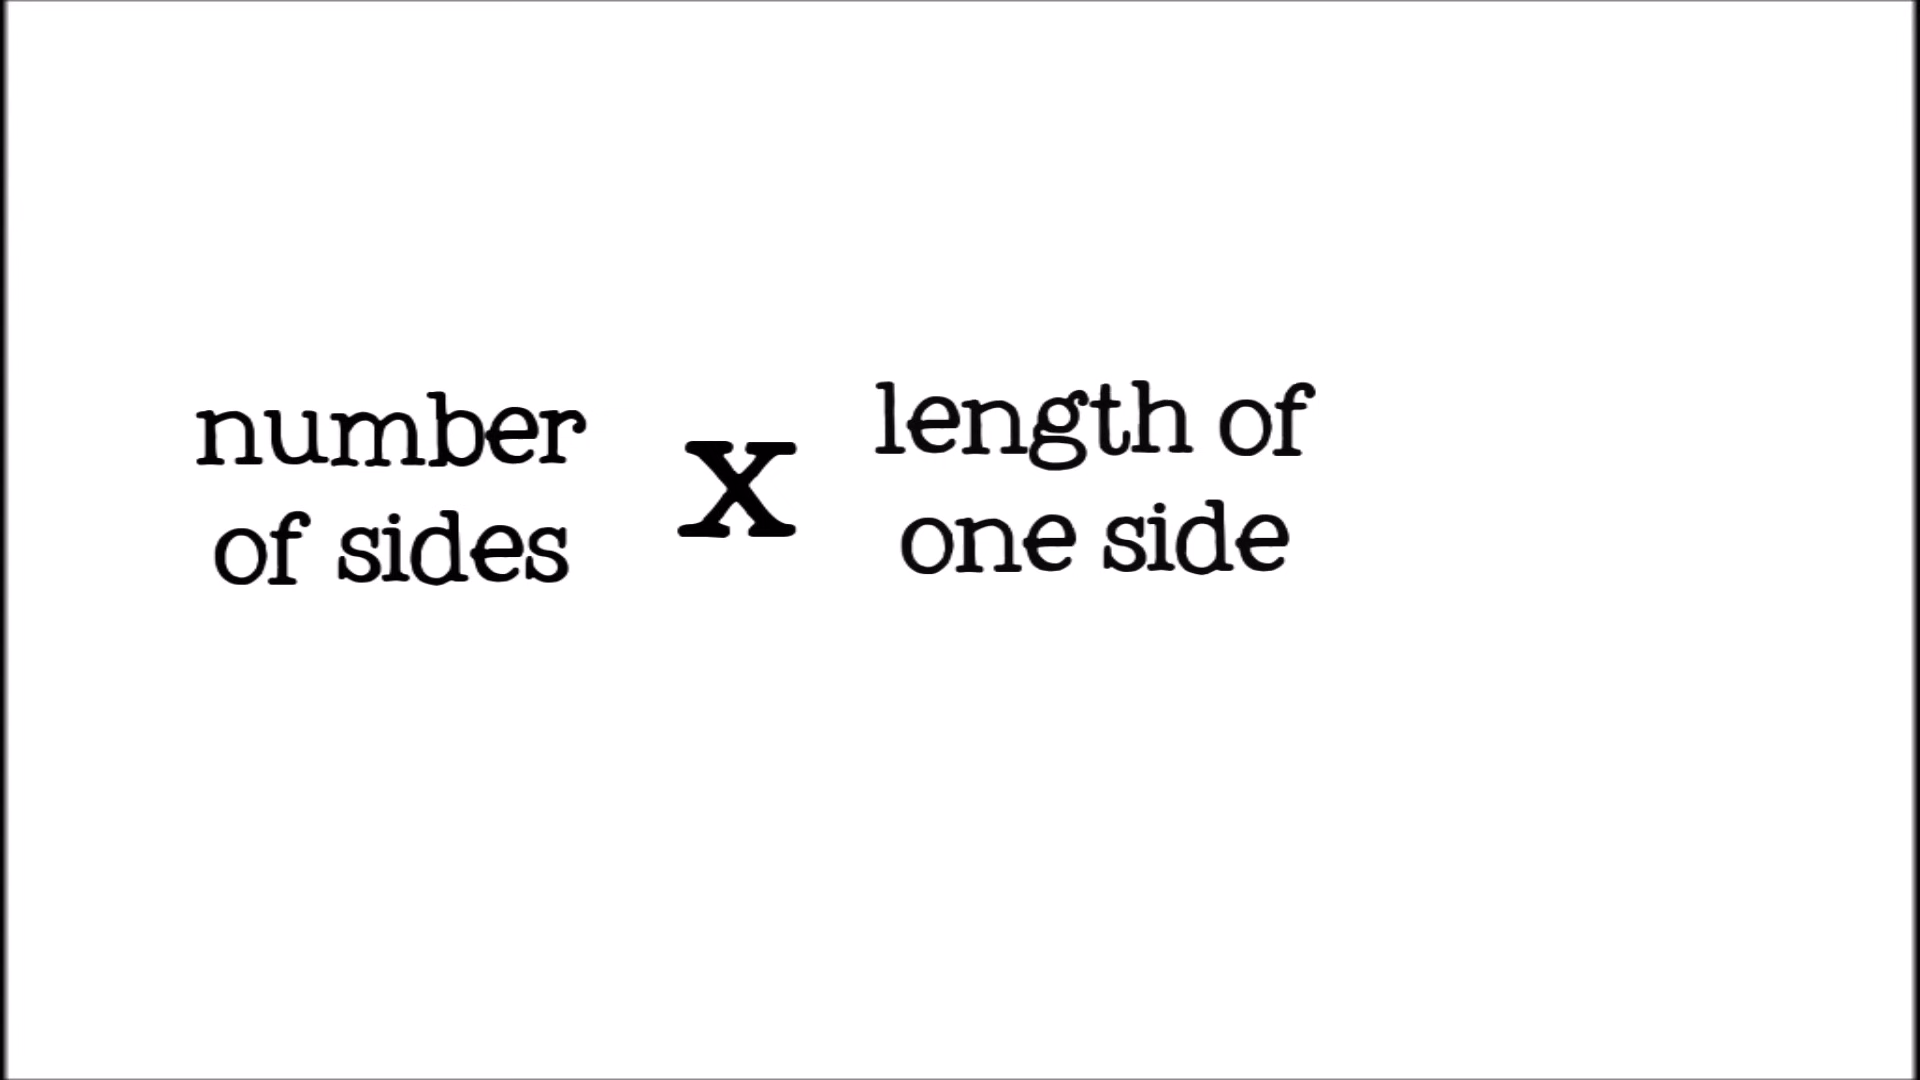 number
of sides
x
length of
one side